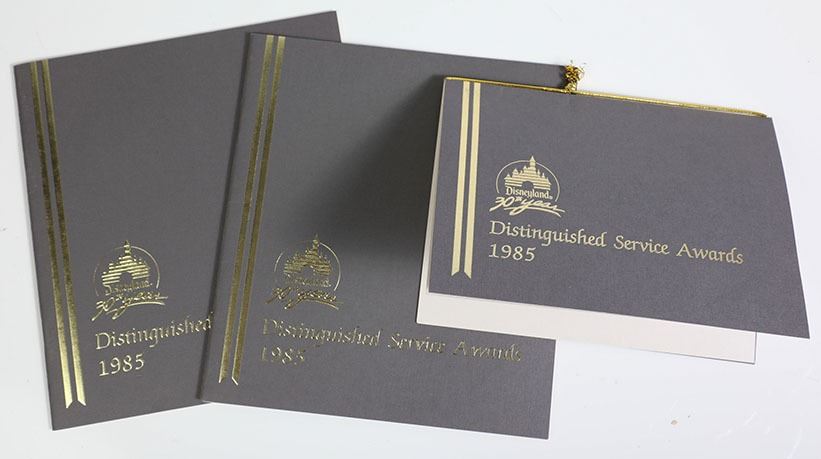 Disneyland
30th Year
Distinguished
1985
Disneyland
30th Year
Distinguished Service Awards
1985
Disneyland®
30th Year
Distinguished Service Awards
1985